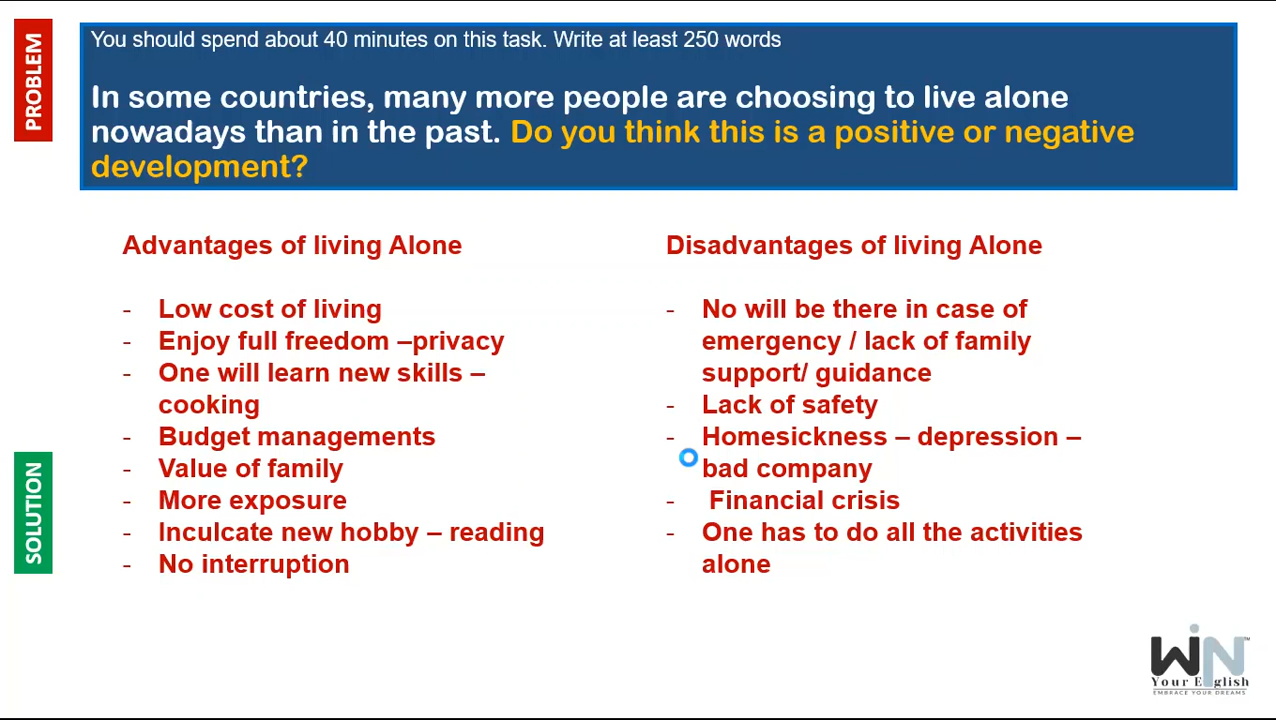 PROBLEM
You should spend about 40 minutes on this task. Write at least 250 words
In some countries, many more people are choosing to live alone
nowadays than in the past. Do you think this is a positive or negative
development?
SOLUTION
Advantages of living Alone
- Low cost of living
- Enjoy full freedom –privacy
- One will learn new skills –
cooking
- Budget managements
- Value of family
- More exposure
- Inculcate new hobby – reading
- No interruption
Disadvantages of living Alone
- No will be there in case of
emergency / lack of family
support/ guidance
- Lack of safety
- Homesickness – depression –
bad company
- Financial crisis
- One has to do all the activities
alone
WiN™
Your English
EMBRACE YOUR DREAMS